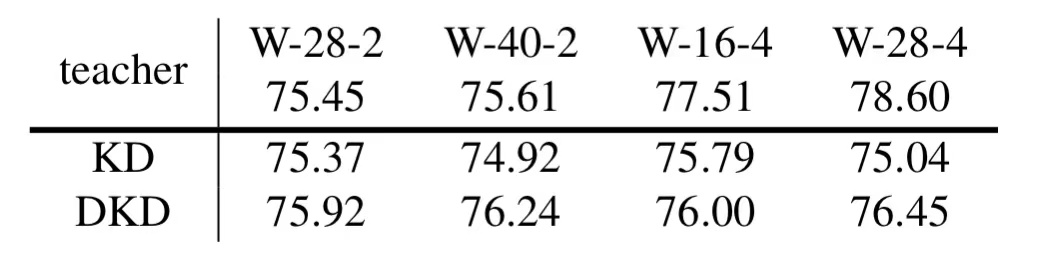 teacher W-28-2 W-40-2 W-16-4 W-28-4
75.45 75.61 77.51 78.60
KD 75.37 74.92 75.79 75.04
DKD 75.92 76.24 76.00 76.45